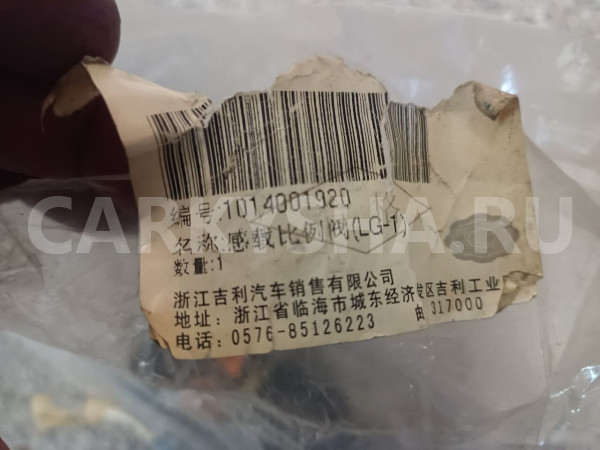 编号:1014001920
名称:感载比例阀(LG-1)
数量:1
浙江吉利汽车销售有限公司
地址: 浙江省临海市城东经济发区吉利工业
电话: 0576-85126223 317000
CARKUSHA.RU